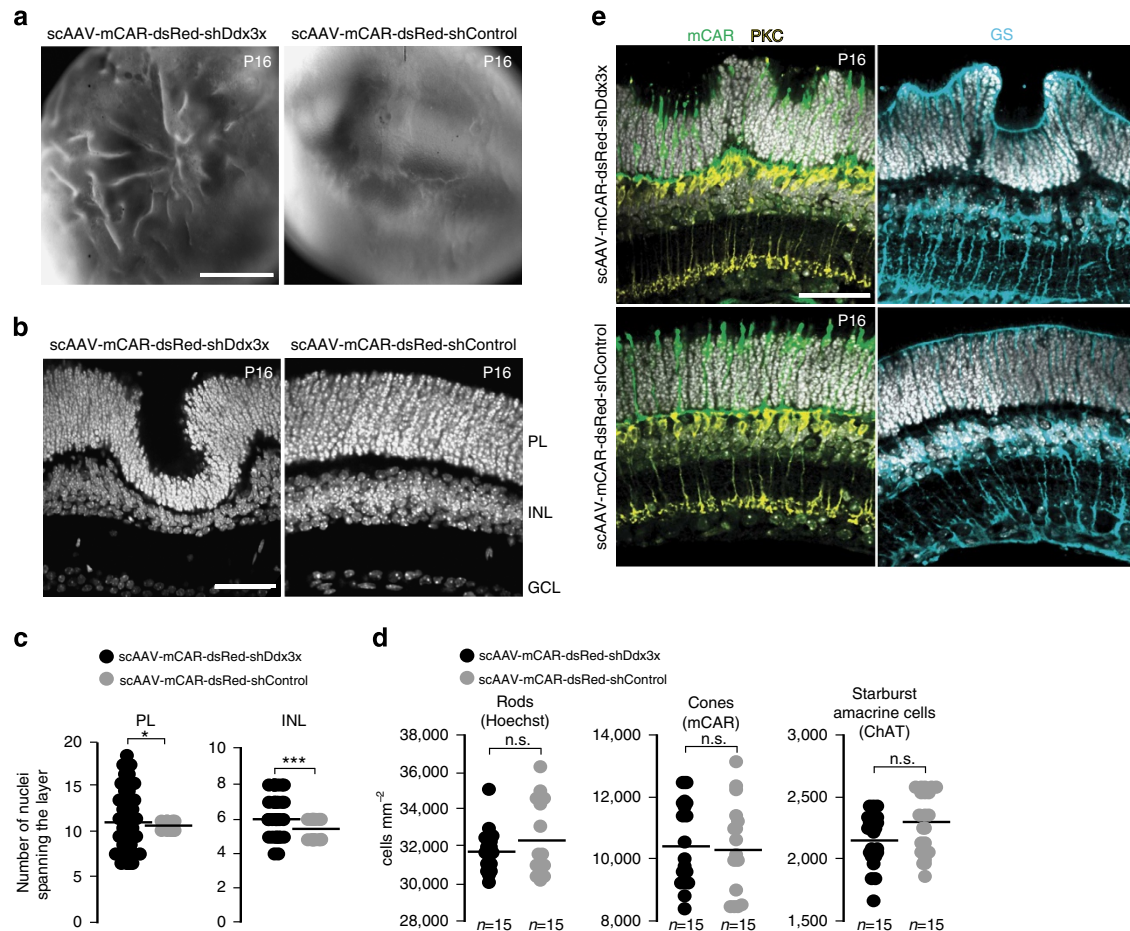 a
scAAV-mCAR-dsRed-shDdx3x
scAAV-mCAR-dsRed-shControl
P16
P16
b
scAAV-mCAR-dsRed-shDdx3x
scAAV-mCAR-dsRed-shControl
P16
P16
PL
INL
GCL
c
scAAV-mCAR-dsRed-shDdx3x
scAAV-mCAR-dsRed-shControl
PL
INL
*
***
Number of nuclei
spanning the layer
20
15
10
5
0
10
8
6
4
2
0
d
scAAV-mCAR-dsRed-shDdx3x
scAAV-mCAR-dsRed-shControl
Rods
(Hoechst)
n.s.
cells mm⁻²
38,000
36,000
34,000
32,000
30,000
28,000
n=15
n=15
Cones
(mCAR)
n.s.
14,000
12,000
10,000
8,000
n=15
n=15
Starburst
amacrine cells
(ChAT)
n.s.
3,000
2,500
2,000
1,500
n=15
n=15
e
mCAR PKC
GS
scAAV-mCAR-dsRed-shDdx3x
P16
scAAV-mCAR-dsRed-shControl
P16